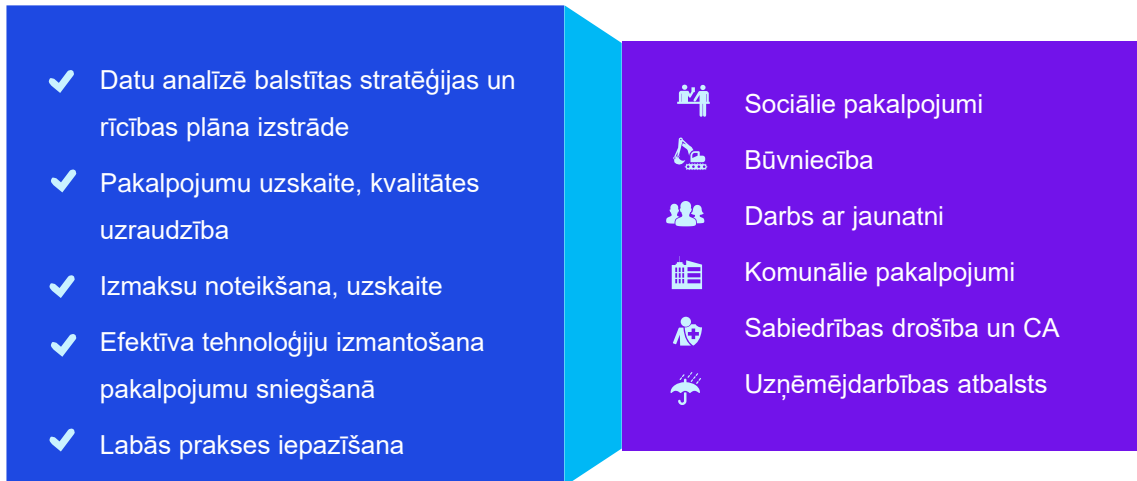 Datu analīzē balstītas stratēģijas un
rīcības plāna izstrāde
Pakalpojumu uzskaite, kvalitātes
uzraudzība
Izmaksu noteikšana, uzskaite
Efektīva tehnoloģiju izmantošana
pakalpojumu sniegšanā
Labās prakses iepazīšana
Sociālie pakalpojumi
Būvniecība
Darbs ar jaunatni
Komunālie pakalpojumi
Sabiedrības drošība un CA
Uzņēmējdarbības atbalsts